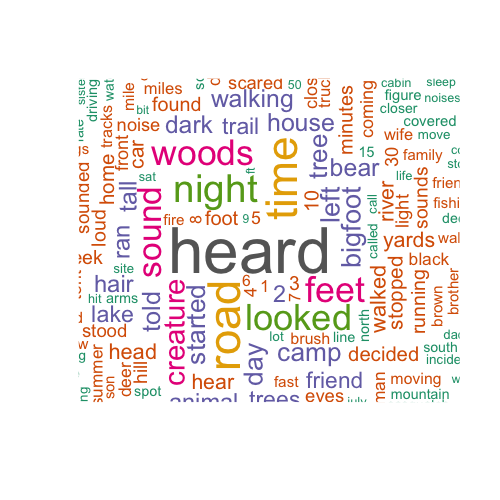 scared
50
cabin
sleep
miles
figure
noises
mile
found
walking
closer
driving
tracks
bit
coming
covered
noise
dark
trail
house
minutes
wife
move
front
car
woods
tree
15
30
family
home
tall
sat
night
ft
time
bear
life
sounded
sound
10
left
river
light
sounds
loud
fire
∞
foot
9
5
bigfoot
call
called
yards
ran
heard
black
site
hair
creature
road
6
4
1
2
3
7
feet
walked
stopped
running
brown
brother
hit
arms
told
started
looked
north
lake
stood
lot
brush
line
south
head
day
camp
decided
summer
son
deer
hill
hear
fast
friend
man
moving
spot
animal
trees
eyes
july
mountain